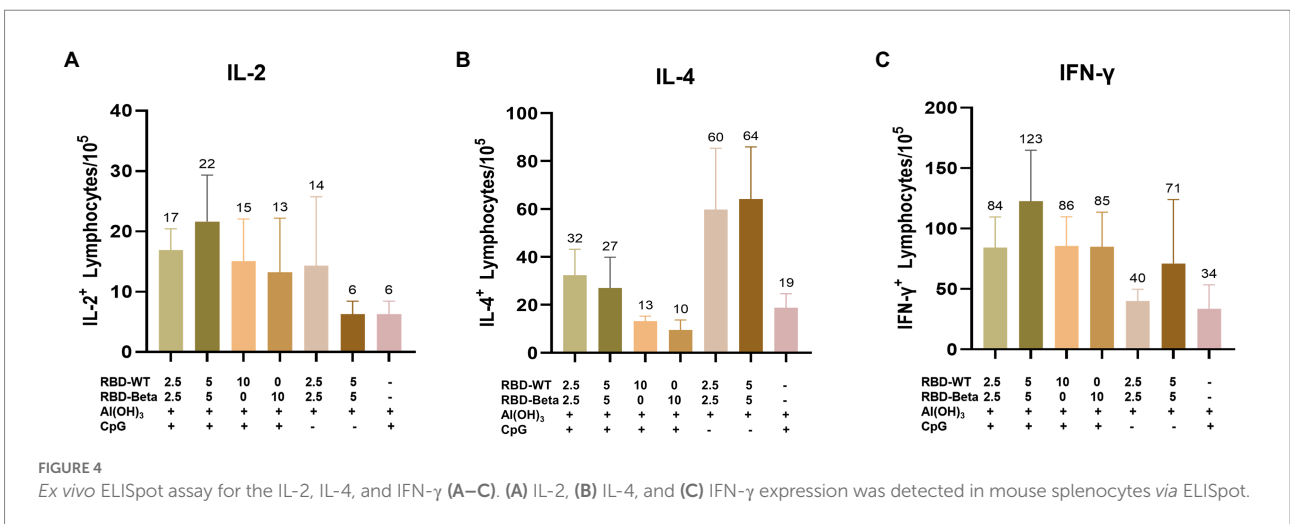 A
IL-2
IL-2⁺ Lymphocytes/10⁵
40
30
20
10
0
17
22
15
13
14
6
6
RBD-WT 2.5 5 10 0 2.5 5 -
RBD-Beta 2.5 5 0 10 2.5 5 -
Al(OH)₃ + + + + + + +
CpG + + + + - - +
B
IL-4
IL-4⁺ Lymphocytes/10⁵
100
80
60
40
20
0
32
27
13
10
60
64
19
RBD-WT 2.5 5 10 0 2.5 5 -
RBD-Beta 2.5 5 0 10 2.5 5 -
Al(OH)₃ + + + + + + +
CpG + + + + - - +
C
IFN-γ
IFN-γ⁺ Lymphocytes/10⁵
200
150
100
50
0
84
123
86
85
40
71
34
RBD-WT 2.5 5 10 0 2.5 5 -
RBD-Beta 2.5 5 0 10 2.5 5 -
Al(OH)₃ + + + + + + +
CpG + + + + - - +
FIGURE 4
Ex vivo ELISpot assay for the IL-2, IL-4, and IFN-γ (A–C). (A) IL-2, (B) IL-4, and (C) IFN-γ expression was detected in mouse splenocytes via ELISpot.